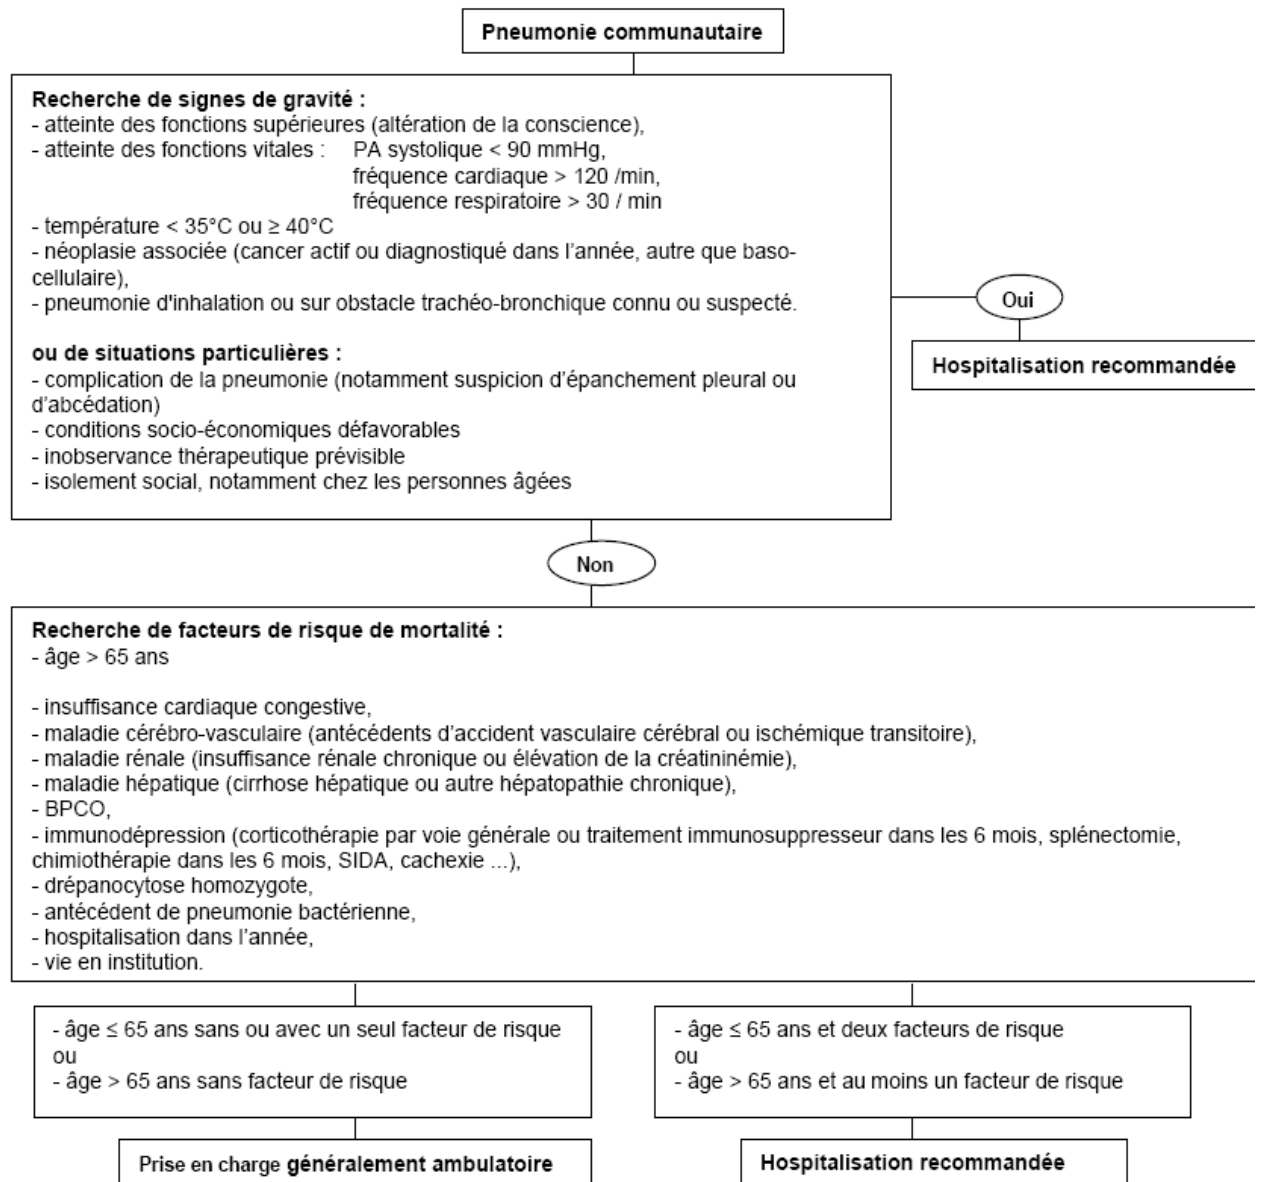 Pneumonie communautaire
Recherche de signes de gravité :
- atteinte des fonctions supérieures (altération de la conscience),
- atteinte des fonctions vitales : PA systolique < 90 mmHg,
fréquence cardiaque > 120 /min,
fréquence respiratoire > 30 / min
- température < 35°C ou ≥ 40°C
- néoplasie associée (cancer actif ou diagnostiqué dans l'année, autre que baso-
cellulaire),
- pneumonie d'inhalation ou sur obstacle trachéo-bronchique connu ou suspecté.
ou de situations particulières :
- complication de la pneumonie (notamment suspicion d'épanchement pleural ou
d'abcédation)
- conditions socio-économiques défavorables
- inobservance thérapeutique prévisible
- isolement social, notamment chez les personnes âgées
Oui
Hospitalisation recommandée
Non
Recherche de facteurs de risque de mortalité :
- âge > 65 ans
- insuffisance cardiaque congestive,
- maladie cérébro-vasculaire (antécédents d'accident vasculaire cérébral ou ischémique transitoire),
- maladie rénale (insuffisance rénale chronique ou élévation de la créatininémie),
- maladie hépatique (cirrhose hépatique ou autre hépatopathie chronique),
- BPCO,
- immunodépression (corticothérapie par voie générale ou traitement immunosuppresseur dans les 6 mois, splénectomie,
chimiothérapie dans les 6 mois, SIDA, cachexie ...),
- drépanocytose homozygote,
- antécédent de pneumonie bactérienne,
- hospitalisation dans l'année,
- vie en institution.
- âge ≤ 65 ans sans ou avec un seul facteur de risque
ou
- âge > 65 ans sans facteur de risque
Prise en charge généralement ambulatoire
- âge ≤ 65 ans et deux facteurs de risque
ou
- âge > 65 ans et au moins un facteur de risque
Hospitalisation recommandée